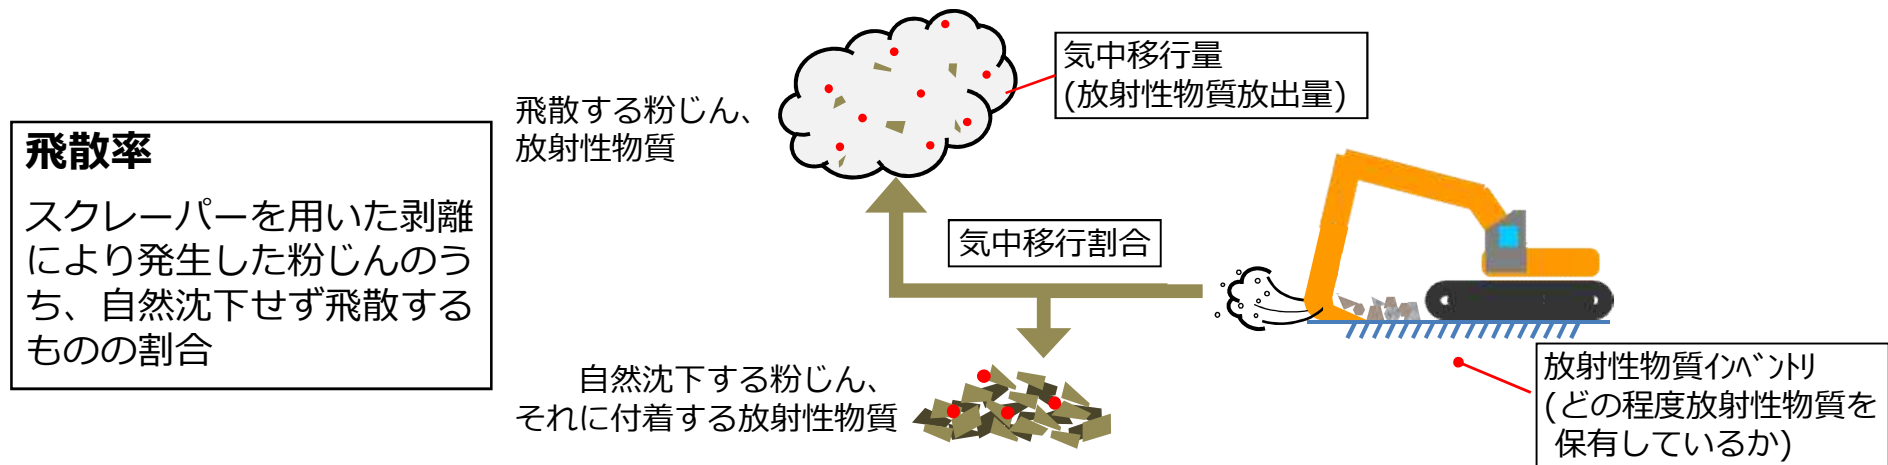 飛散率
スクレーパーを用いた剥離
により発生した粉じんのう
ち、自然沈下せず飛散する
ものの割合
飛散する粉じん、
放射性物質
気中移行量
(放射性物質放出量)
気中移行割合
自然沈下する粉じん、
それに付着する放射性物質
放射性物質ｲﾝﾍﾞﾝﾄﾘ
(どの程度放射性物質を
保有しているか)